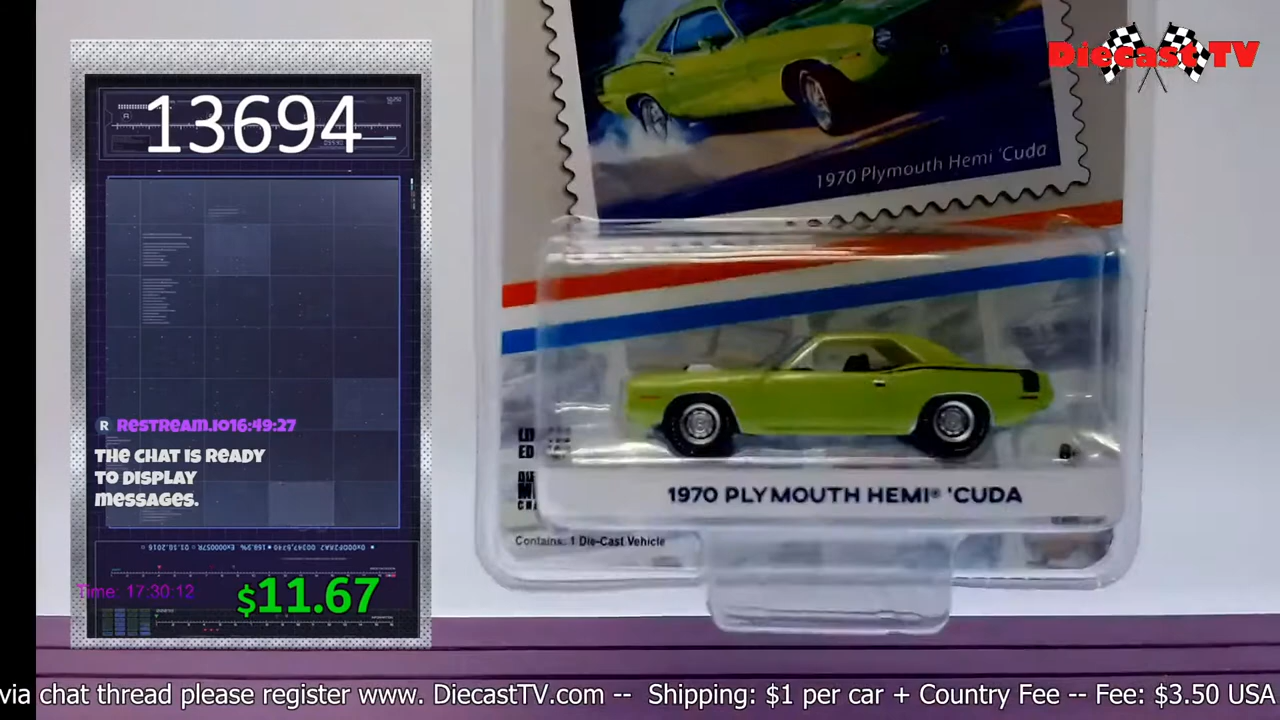 Diecast TV
13694
1970 Plymouth Hemi 'Cuda
R Restream.io16:49:27
The chat is ready
to display
messages.
1970 PLYMOUTH HEMI® 'CUDA
Contains: 1 Die-Cast Vehicle
Time: 17:30:12
$11.67
via chat thread please register www. DiecastTV.com -- Shipping: $1 per car + Country Fee -- Fee: $3.50 USA